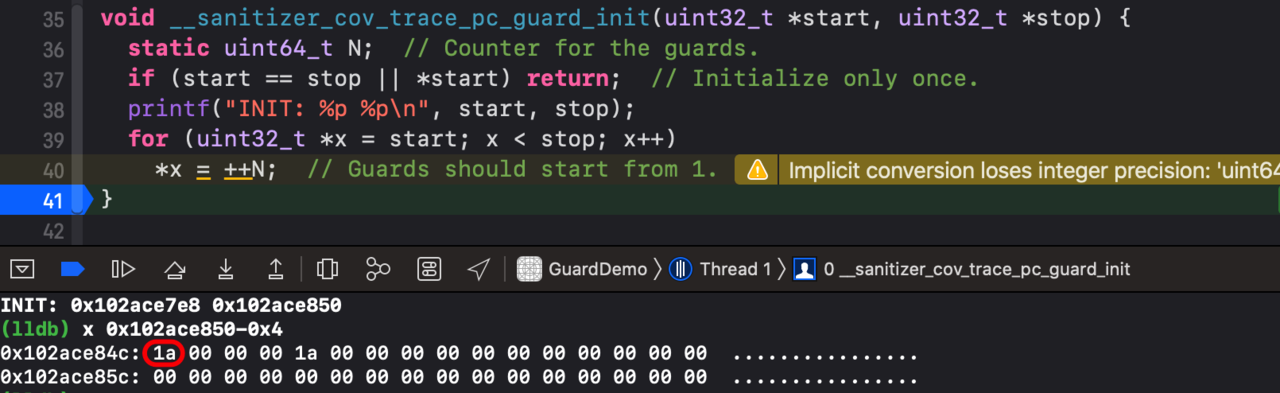 35 void __sanitizer_cov_trace_pc_guard_init(uint32_t *start, uint32_t *stop) {
36 static uint64_t N;  // Counter for the guards.
37 if (start == stop || *start) return;  // Initialize only once.
38 printf("INIT: %p %p\n", start, stop);
39 for (uint32_t *x = start; x < stop; x++)
40 *x = ++N;  // Guards should start from 1. Implicit conversion loses integer precision: 'uint64
41 }
42
GuardDemo Thread 1 0 __sanitizer_cov_trace_pc_guard_init
INIT: 0x102ace7e8 0x102ace850
(lldb) x 0x102ace850-0x4
0x102ace84c: 1a 00 00 00 1a 00 00 00 00 00 00 00 00 00 00 00  ................
0x102ace85c: 00 00 00 00 00 00 00 00 00 00 00 00 00 00 00 00  ................